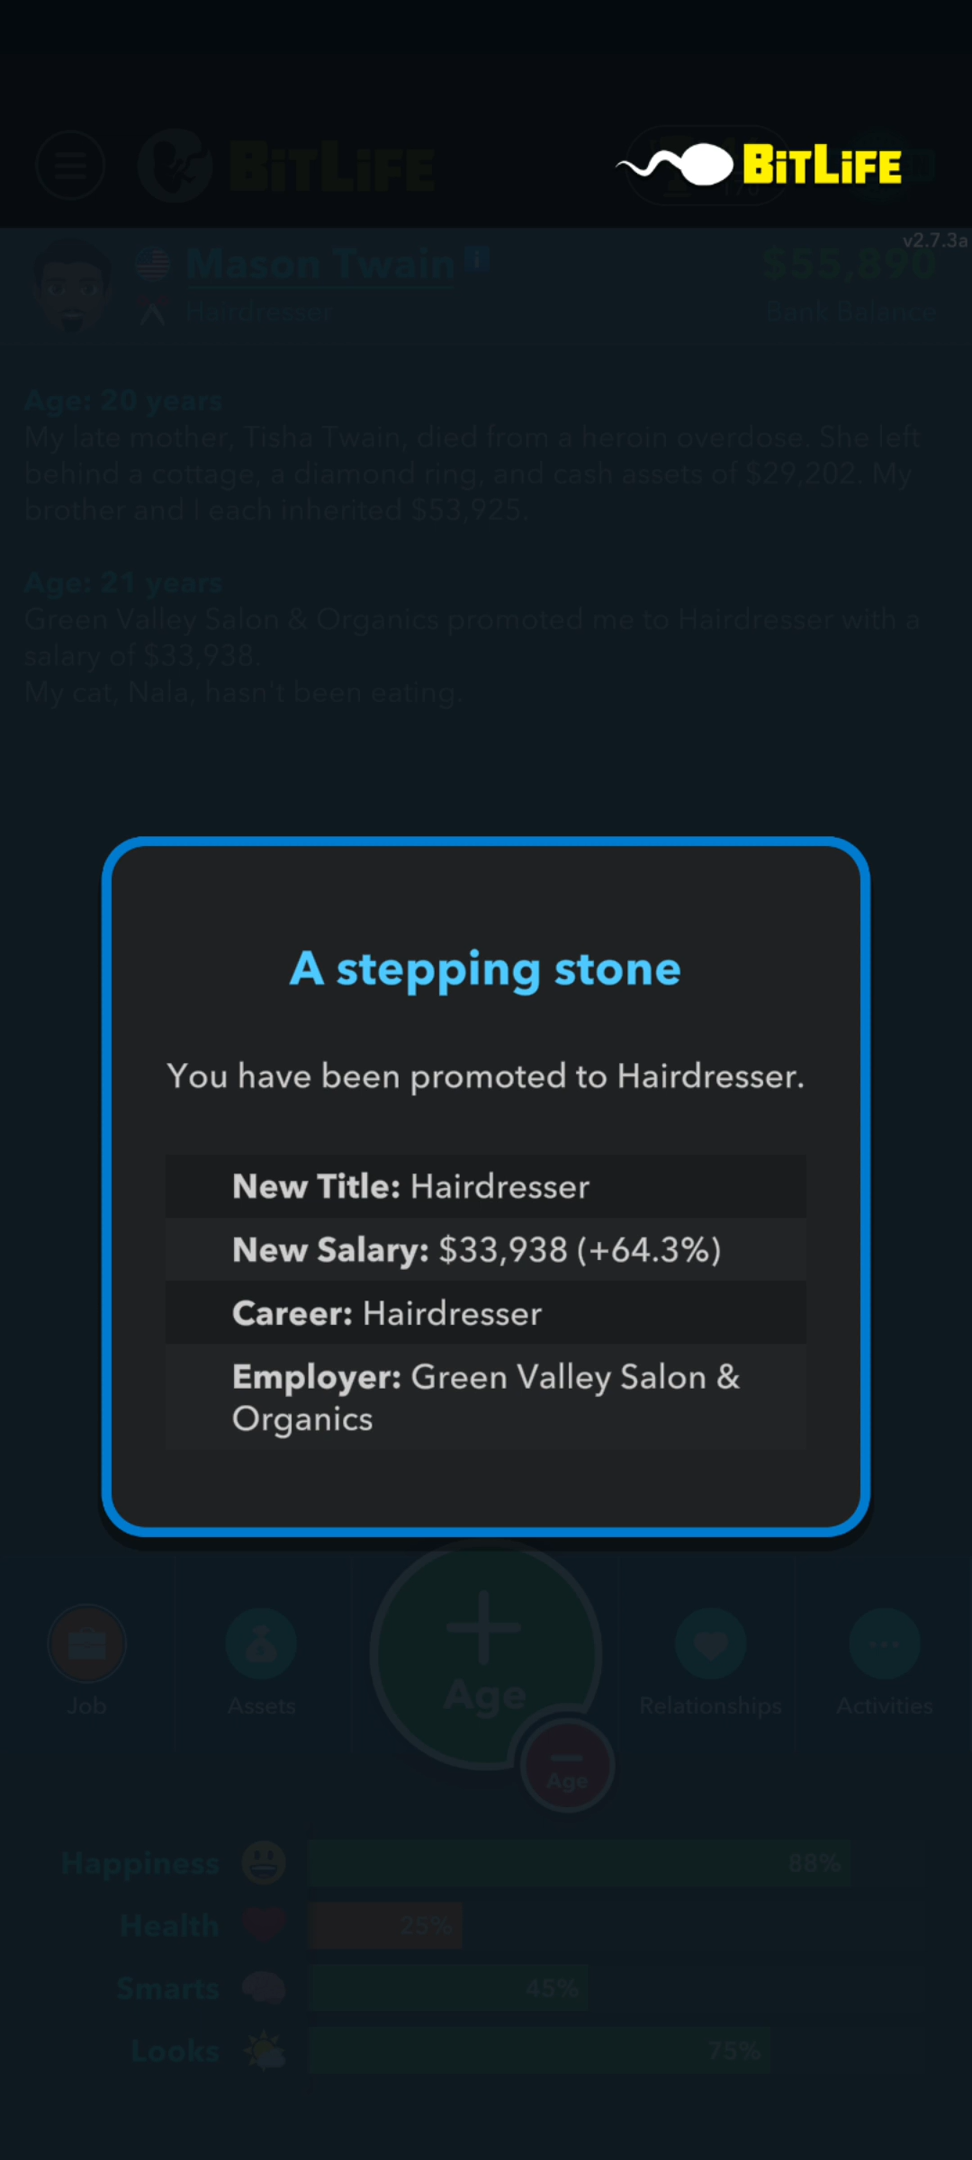 BiTLiFE
BiTLiFE
v2.7.3a
Mason Twain
$55,890
Hairdresser
Bank Balance
Age: 20 years
My late mother, Tisha Twain, died from a heroin overdose. She left
behind a cottage, a diamond ring, and cash assets of $29,202. My
brother and I each inherited $53,925.
Age: 21 years
Green Valley Salon & Organics promoted me to Hairdresser with a
salary of $33,938.
My cat, Nala, hasn't been eating.
A stepping stone
You have been promoted to Hairdresser.
New Title: Hairdresser
New Salary: $33,938 (+64.3%)
Career: Hairdresser
Employer: Green Valley Salon &
Organics
Job
Assets
Age
Relationships
Activities
Age
Happiness 88%
Health 25%
Smarts 45%
Looks 75%